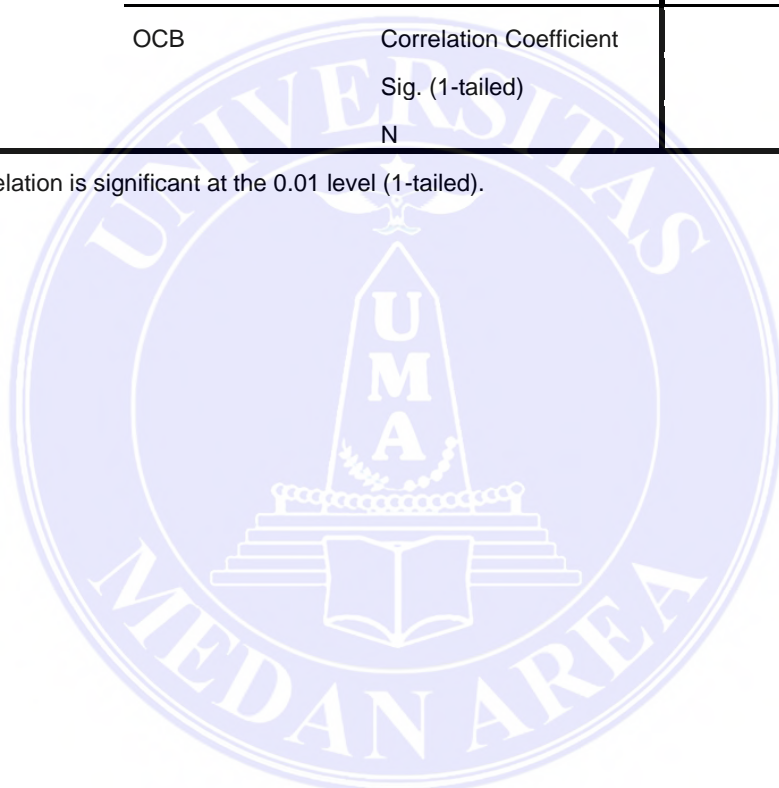 OCB Correlation Coefficient
Sig. (1-tailed)
N
elation is significant at the 0.01 level (1-tailed).
UNIVERSITAS
UMA
MEDAN AREA